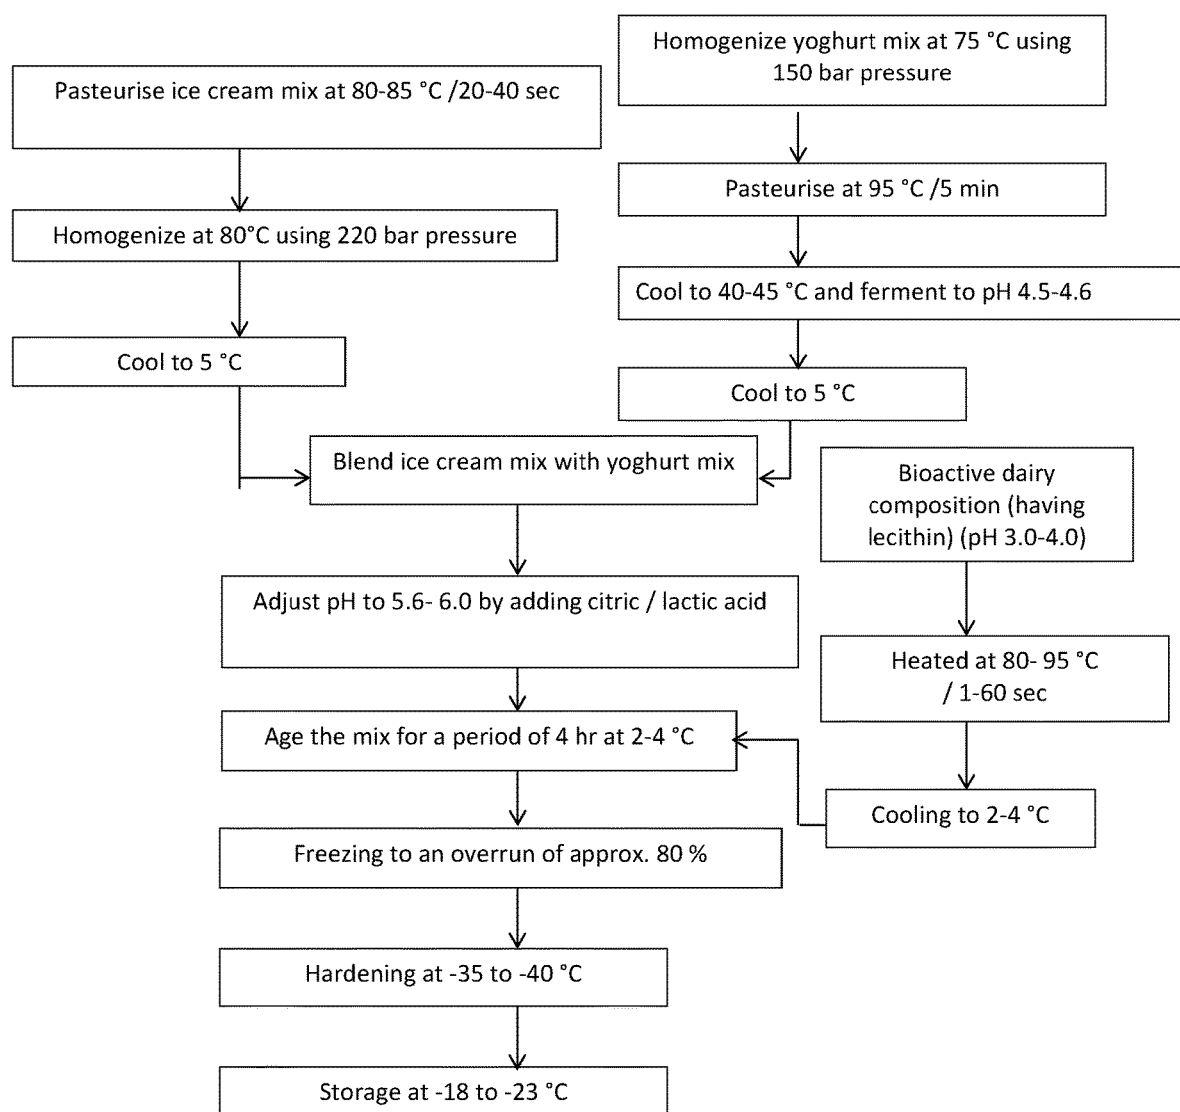 Homogenize yoghurt mix at 75 °C using
150 bar pressure
Pasteurise ice cream mix at 80-85 °C /20-40 sec
Pasteurise at 95 °C /5 min
Homogenize at 80°C using 220 bar pressure
Cool to 40-45 °C and ferment to pH 4.5-4.6
Cool to 5 °C
Cool to 5 °C
Blend ice cream mix with yoghurt mix
Bioactive dairy
composition (having
lecithin) (pH 3.0-4.0)
Adjust pH to 5.6- 6.0 by adding citric / lactic acid
Heated at 80- 95 °C
/ 1-60 sec
Age the mix for a period of 4 hr at 2-4 °C
Cooling to 2-4 °C
Freezing to an overrun of approx. 80 %
Hardening at -35 to -40 °C
Storage at -18 to -23 °C